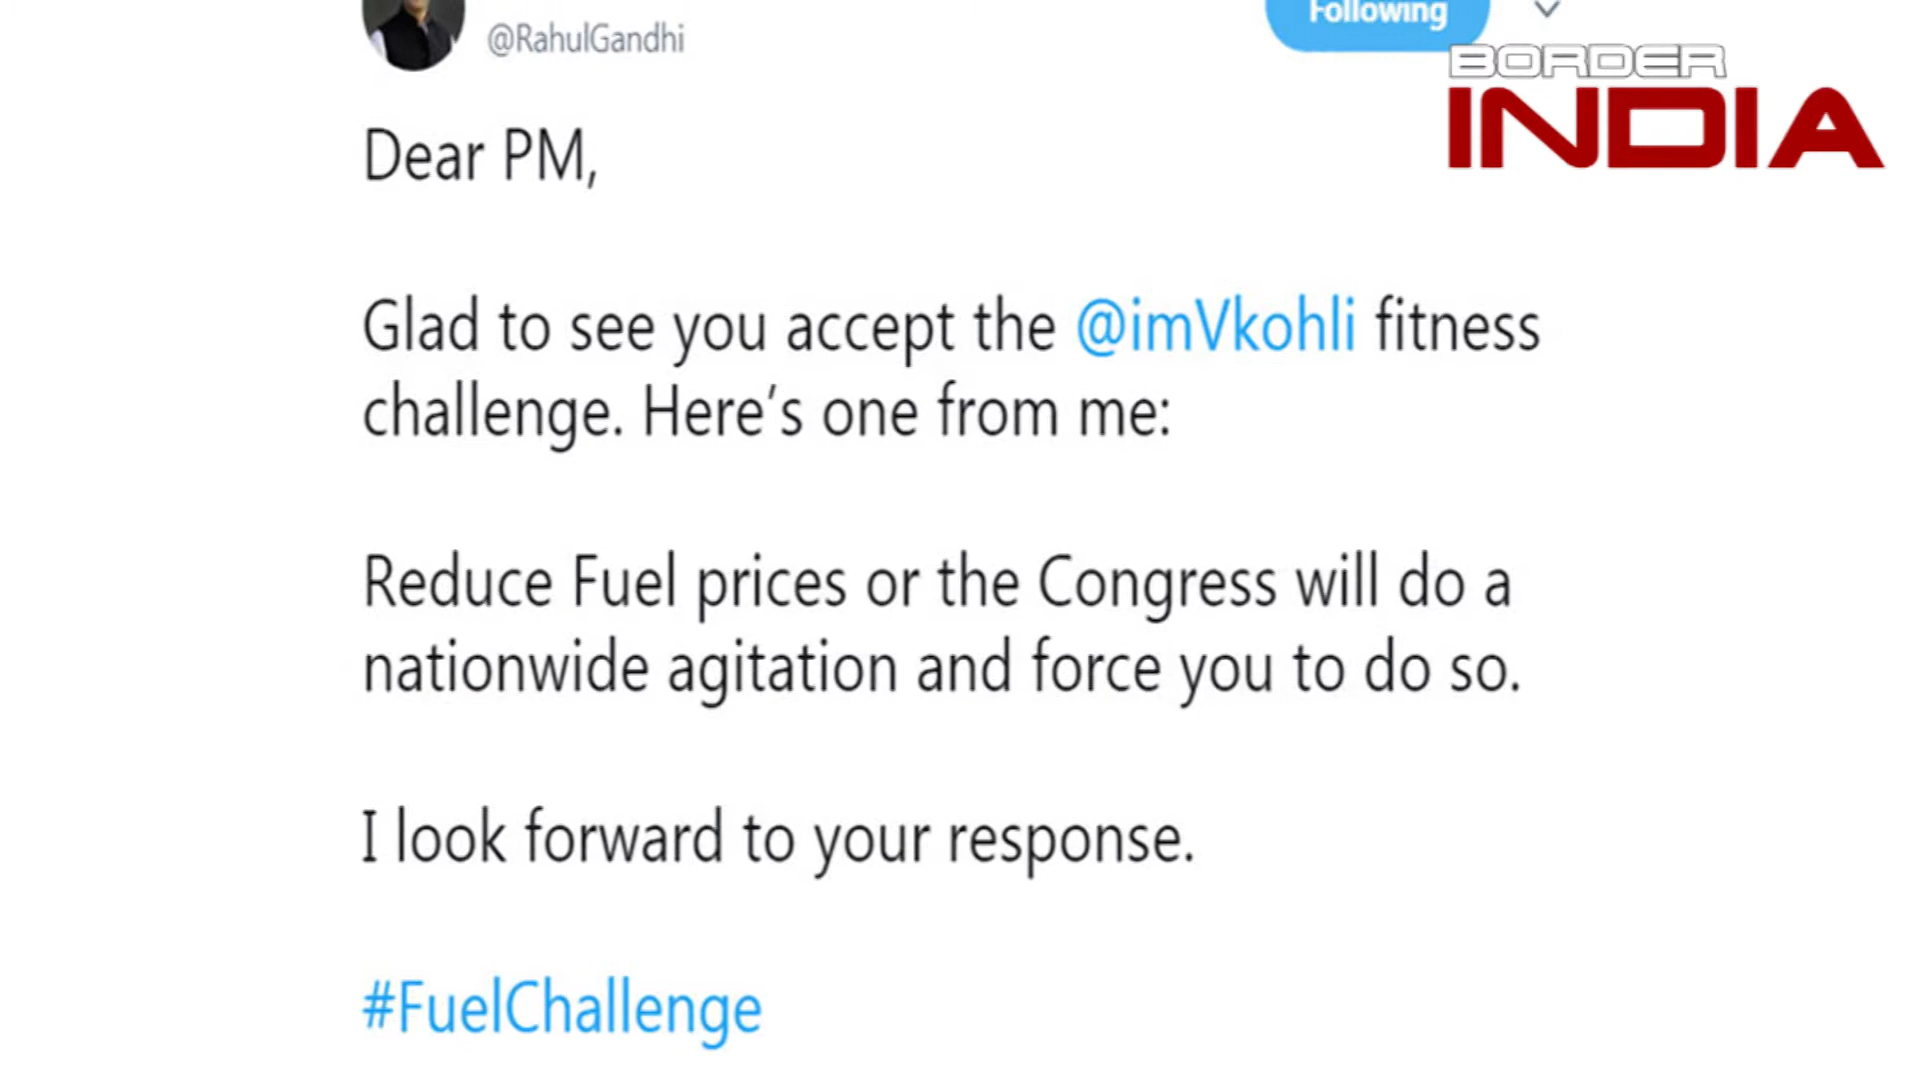 @RahulGandhi
Following
BORDER
INDIA
Dear PM,
Glad to see you accept the @imVkohli fitness
challenge. Here’s one from me:
Reduce Fuel prices or the Congress will do a
nationwide agitation and force you to do so.
I look forward to your response.
#FuelChallenge